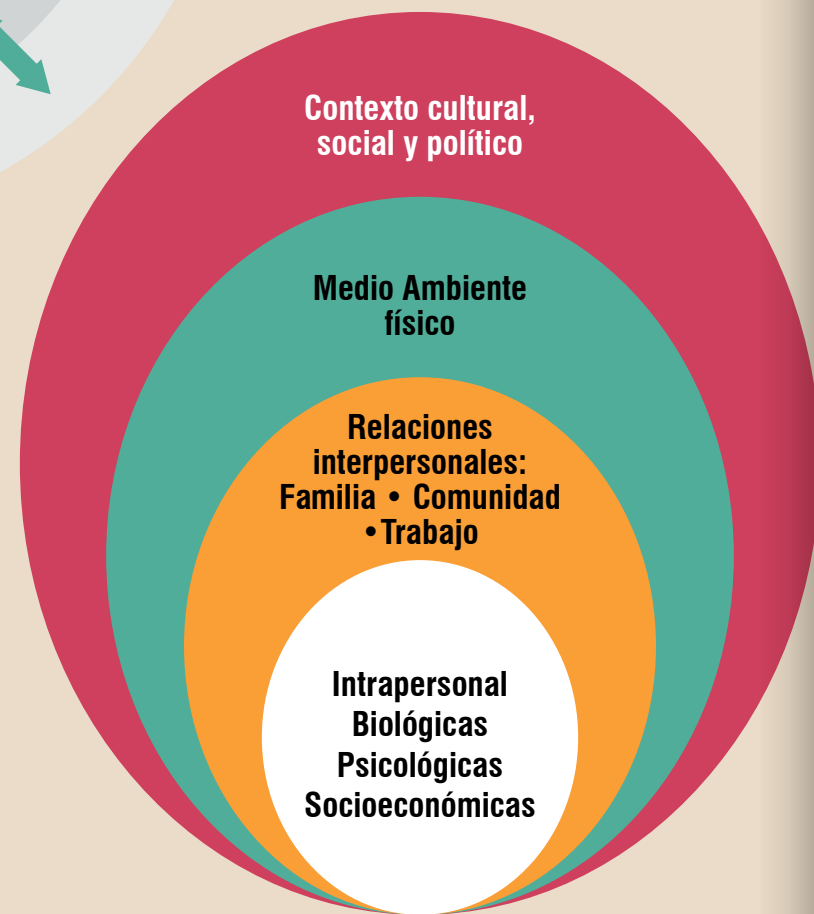 Contexto cultural,
social y político
Medio Ambiente
físico
Relaciones
interpersonales:
Familia • Comunidad
•Trabajo
Intrapersonal
Biológicas
Psicológicas
Socioeconómicas